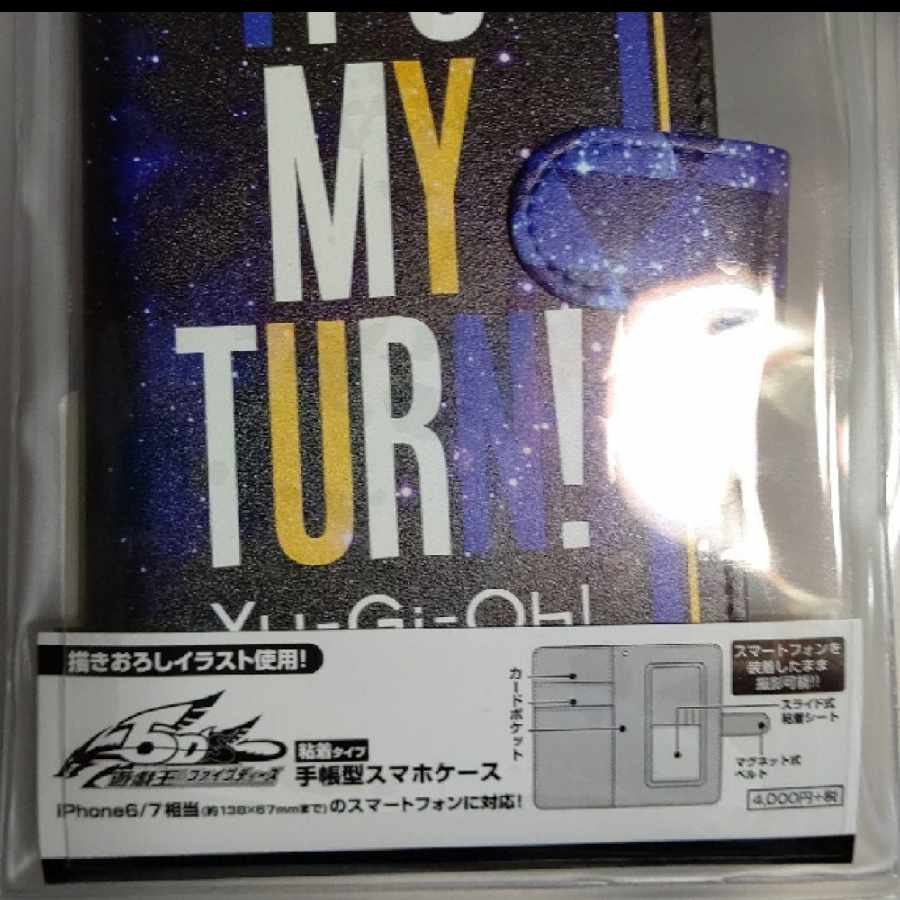 MY
TURN!
Yu-Gi-Oh!
描きおろしイラスト使用!
5D's
遊戯王ファイブディーズ
粘着タイプ
手帳型スマホケース
iPhone6/7相当(約138×67mmまで)のスマートフォンに対応!
カードポケット
スマートフォンを
装着したまま
撮影可能!!
スライド式
粘着シート
マグネット式
ベルト
4,000円+税